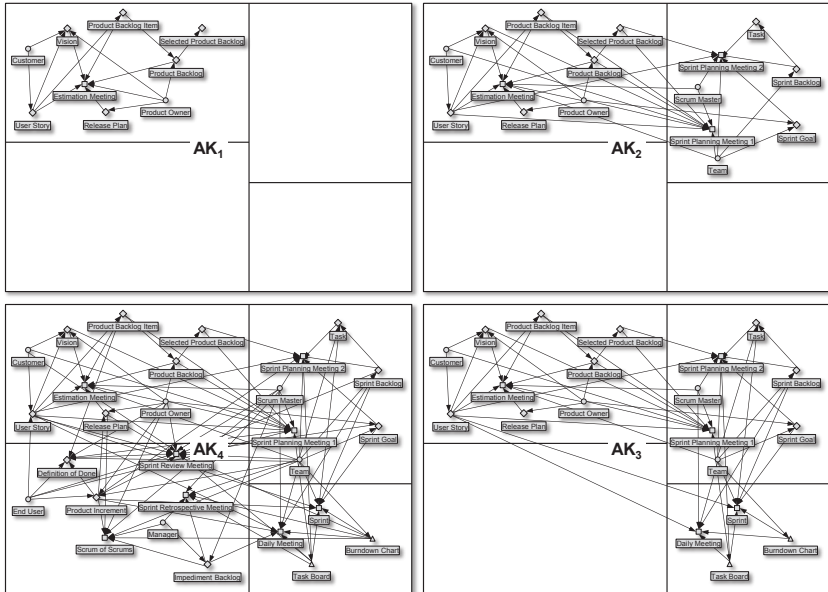 Product Backlog Item
Vision
Selected Product Backlog
Customer
Product Backlog
Estimation Meeting
User Story
Release Plan
Product Owner
AK1
Product Backlog Item
Vision
Selected Product Backlog
Task
Customer
Sprint Planning Meeting 2
Product Backlog
Sprint Backlog
Estimation Meeting
Scrum Master
Product Owner
User Story
Release Plan
Sprint Planning Meeting 1
Sprint Goal
AK2
Team
Product Backlog Item
Vision
Selected Product Backlog
Task
Customer
Sprint Planning Meeting 2
Product Backlog
Sprint Backlog
Estimation Meeting
Scrum Master
Product Owner
User Story
Release Plan
Sprint Planning Meeting 1
Sprint Goal
AK4
Sprint Review Meeting
Definition of Done
Team
End User
Product Increment
Sprint Retrospective Meeting
Sprint
Manager
Scrum of Scrums
Daily Meeting
Burndown Chart
Impediment Backlog
Task Board
Product Backlog Item
Vision
Selected Product Backlog
Task
Customer
Sprint Planning Meeting 2
Product Backlog
Sprint Backlog
Estimation Meeting
Scrum Master
Product Owner
User Story
Release Plan
Sprint Planning Meeting 1
Sprint Goal
AK3
Team
Sprint
Daily Meeting
Burndown Chart
Task Board